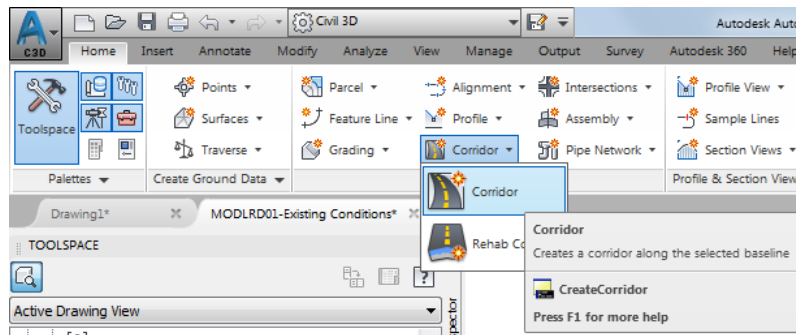 Civil 3D
Autodesk Aut
C3D
Home Insert Annotate Modify Analyze View Manage Output Survey Autodesk 360 Help
Points Parcel Alignment Intersections Profile View
Toolspace Surfaces Feature Line Profile Assembly Sample Lines
Traverse Grading Corridor Pipe Network Section Views
Palettes Create Ground Data Profile & Section View
Drawing1* MODLRD01-Existing Conditions*
Corridor
TOOLSPACE
Rehab Co
Corridor
Creates a corridor along the selected baseline
CreateCorridor
Press F1 for more help
Active Drawing View